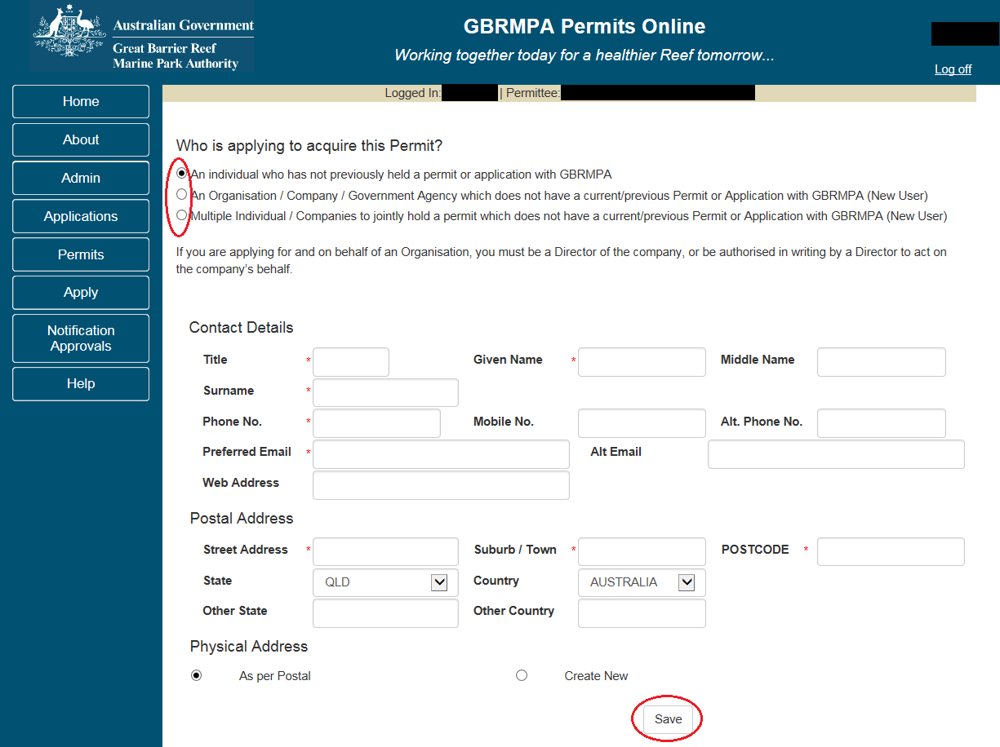 Australian Government
Great Barrier Reef
Marine Park Authority
GBRMPA Permits Online
Working together today for a healthier Reef tomorrow...
Log off
Home
About
Admin
Applications
Permits
Apply
Notification
Approvals
Help
Logged In: | Permittee:
Who is applying to acquire this Permit?
An individual who has not previously held a permit or application with GBRMPA
An Organisation / Company / Government Agency which does not have a current/previous Permit or Application with GBRMPA (New User)
Multiple Individual / Companies to jointly hold a permit which does not have a current/previous Permit or Application with GBRMPA (New User)
If you are applying for and on behalf of an Organisation, you must be a Director of the company, or be authorised in writing by a Director to act on
the company's behalf.
Contact Details
Title * Given Name * Middle Name
Surname *
Phone No. * Mobile No. Alt. Phone No.
Preferred Email * Alt Email
Web Address
Postal Address
Street Address * Suburb / Town * POSTCODE *
State QLD Country AUSTRALIA
Other State Other Country
Physical Address
As per Postal Create New
Save